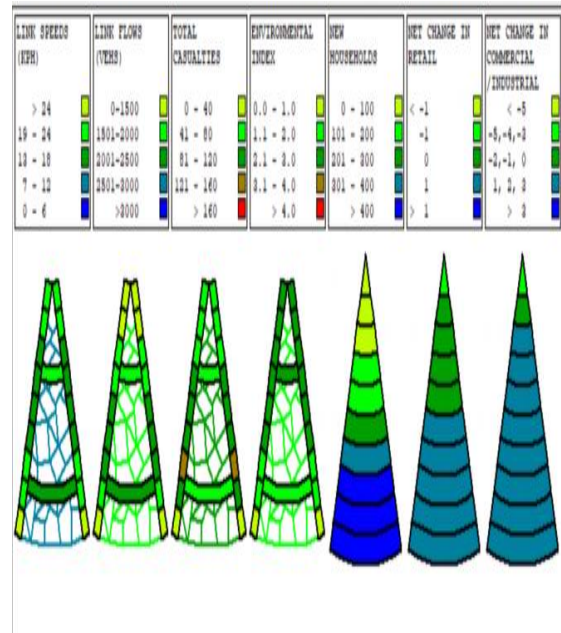 LINK SPEEDS
(KPH)
> 24
19 - 24
13 - 18
7 - 12
0 - 6
LINK FLOWS
(VEHS)
0-1500
1501-2000
2001-2500
2501-3000
>3000
TOTAL
CASUALTIES
0 - 40
41 - 80
81 - 120
121 - 160
> 160
ENVIRONMENTAL
INDEX
0.0 - 1.0
1.1 - 2.0
2.1 - 3.0
3.1 - 4.0
> 4.0
NEW
HOUSEHOLDS
0 - 100
101 - 200
201 - 300
301 - 400
> 400
NET CHANGE IN
RETAIL
< -1
-1
0
1
> 1
NET CHANGE IN
COMMERCIAL
/INDUSTRIAL
< -5
-5,-4,-3
-2,-1, 0
1, 2, 3
> 3